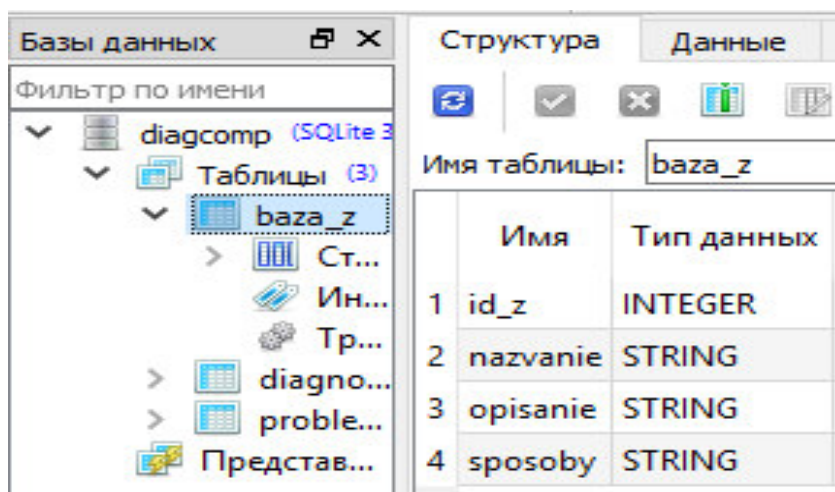 Базы данных
Фильтр по имени
diagcomp (SQLite 3
Таблицы (3)
baza_z
Ст...
Ин...
Тр...
diagno...
proble...
Представ...
Структура Данные
Имя таблицы: baza_z
Имя Тип данных
1 id_z INTEGER
2 nazvanie STRING
3 opisanie STRING
4 sposoby STRING